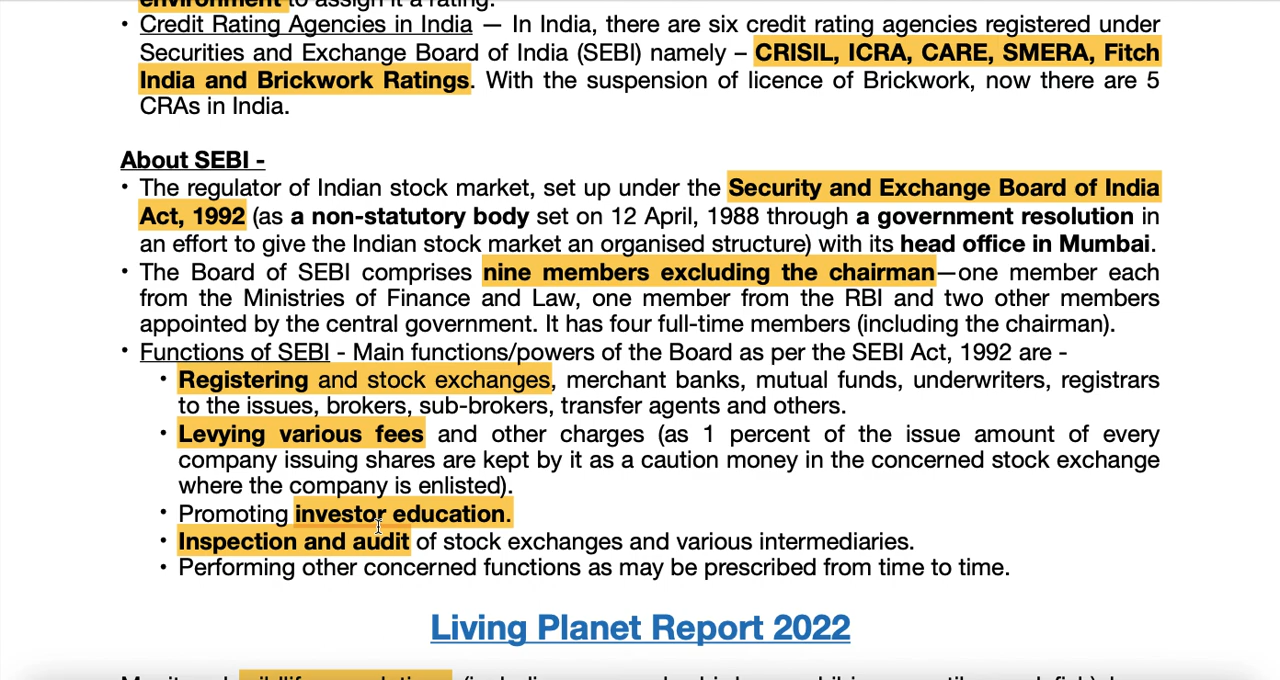 environment to assign it a rating.
• Credit Rating Agencies in India — In India, there are six credit rating agencies registered under
Securities and Exchange Board of India (SEBI) namely – CRISIL, ICRA, CARE, SMERA, Fitch
India and Brickwork Ratings. With the suspension of licence of Brickwork, now there are 5
CRAs in India.
About SEBI -
• The regulator of Indian stock market, set up under the Security and Exchange Board of India
Act, 1992 (as a non-statutory body set on 12 April, 1988 through a government resolution in
an effort to give the Indian stock market an organised structure) with its head office in Mumbai.
• The Board of SEBI comprises nine members excluding the chairman—one member each
from the Ministries of Finance and Law, one member from the RBI and two other members
appointed by the central government. It has four full-time members (including the chairman).
• Functions of SEBI - Main functions/powers of the Board as per the SEBI Act, 1992 are -
• Registering and stock exchanges, merchant banks, mutual funds, underwriters, registrars
to the issues, brokers, sub-brokers, transfer agents and others.
• Levying various fees and other charges (as 1 percent of the issue amount of every
company issuing shares are kept by it as a caution money in the concerned stock exchange
where the company is enlisted).
• Promoting investor education.
• Inspection and audit of stock exchanges and various intermediaries.
• Performing other concerned functions as may be prescribed from time to time.
Living Planet Report 2022